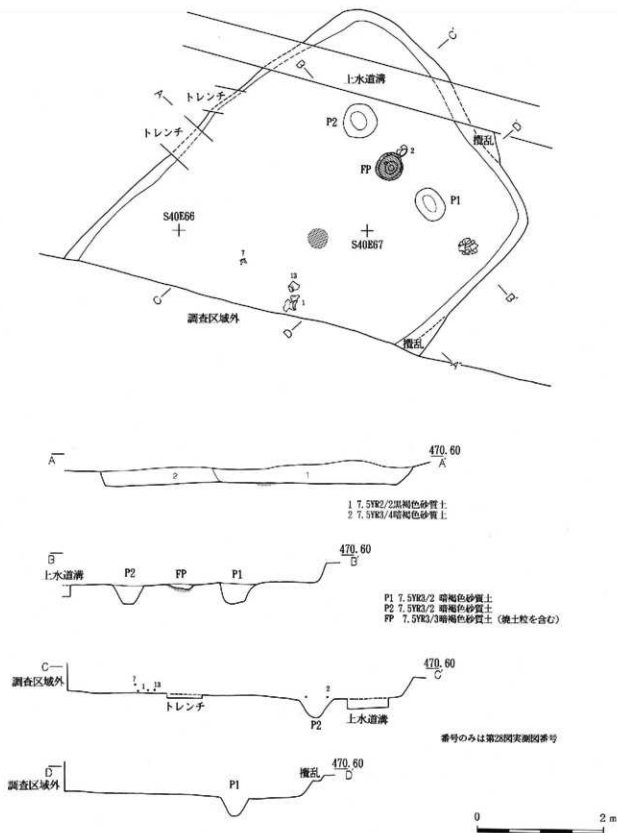 C'
B
上水道溝
A
トレンチ
P2
D'
トレンチ
攪乱
2
FP
P1
S40E66
S40E67
7
13
1
C
B'
D
調査区域外
攪乱
A'
470.60
A
A'
2
1
1 7.5YR2/2黒褐色砂質土
2 7.5YR3/4暗褐色砂質土
470.60
B
B'
上水道溝
P2
FP
P1
P1 7.5YR3/2 暗褐色砂質土
P2 7.5YR3/2 暗褐色砂質土
FP 7.5YR3/3暗褐色砂質土(焼土粒を含む)
470.60
C
C'
調査区域外
7
1
13
2
トレンチ
P2
上水道溝
番号のみは第28図実測図番号
470.60
D
D'
調査区域外
P1
攪乱
0
2 m